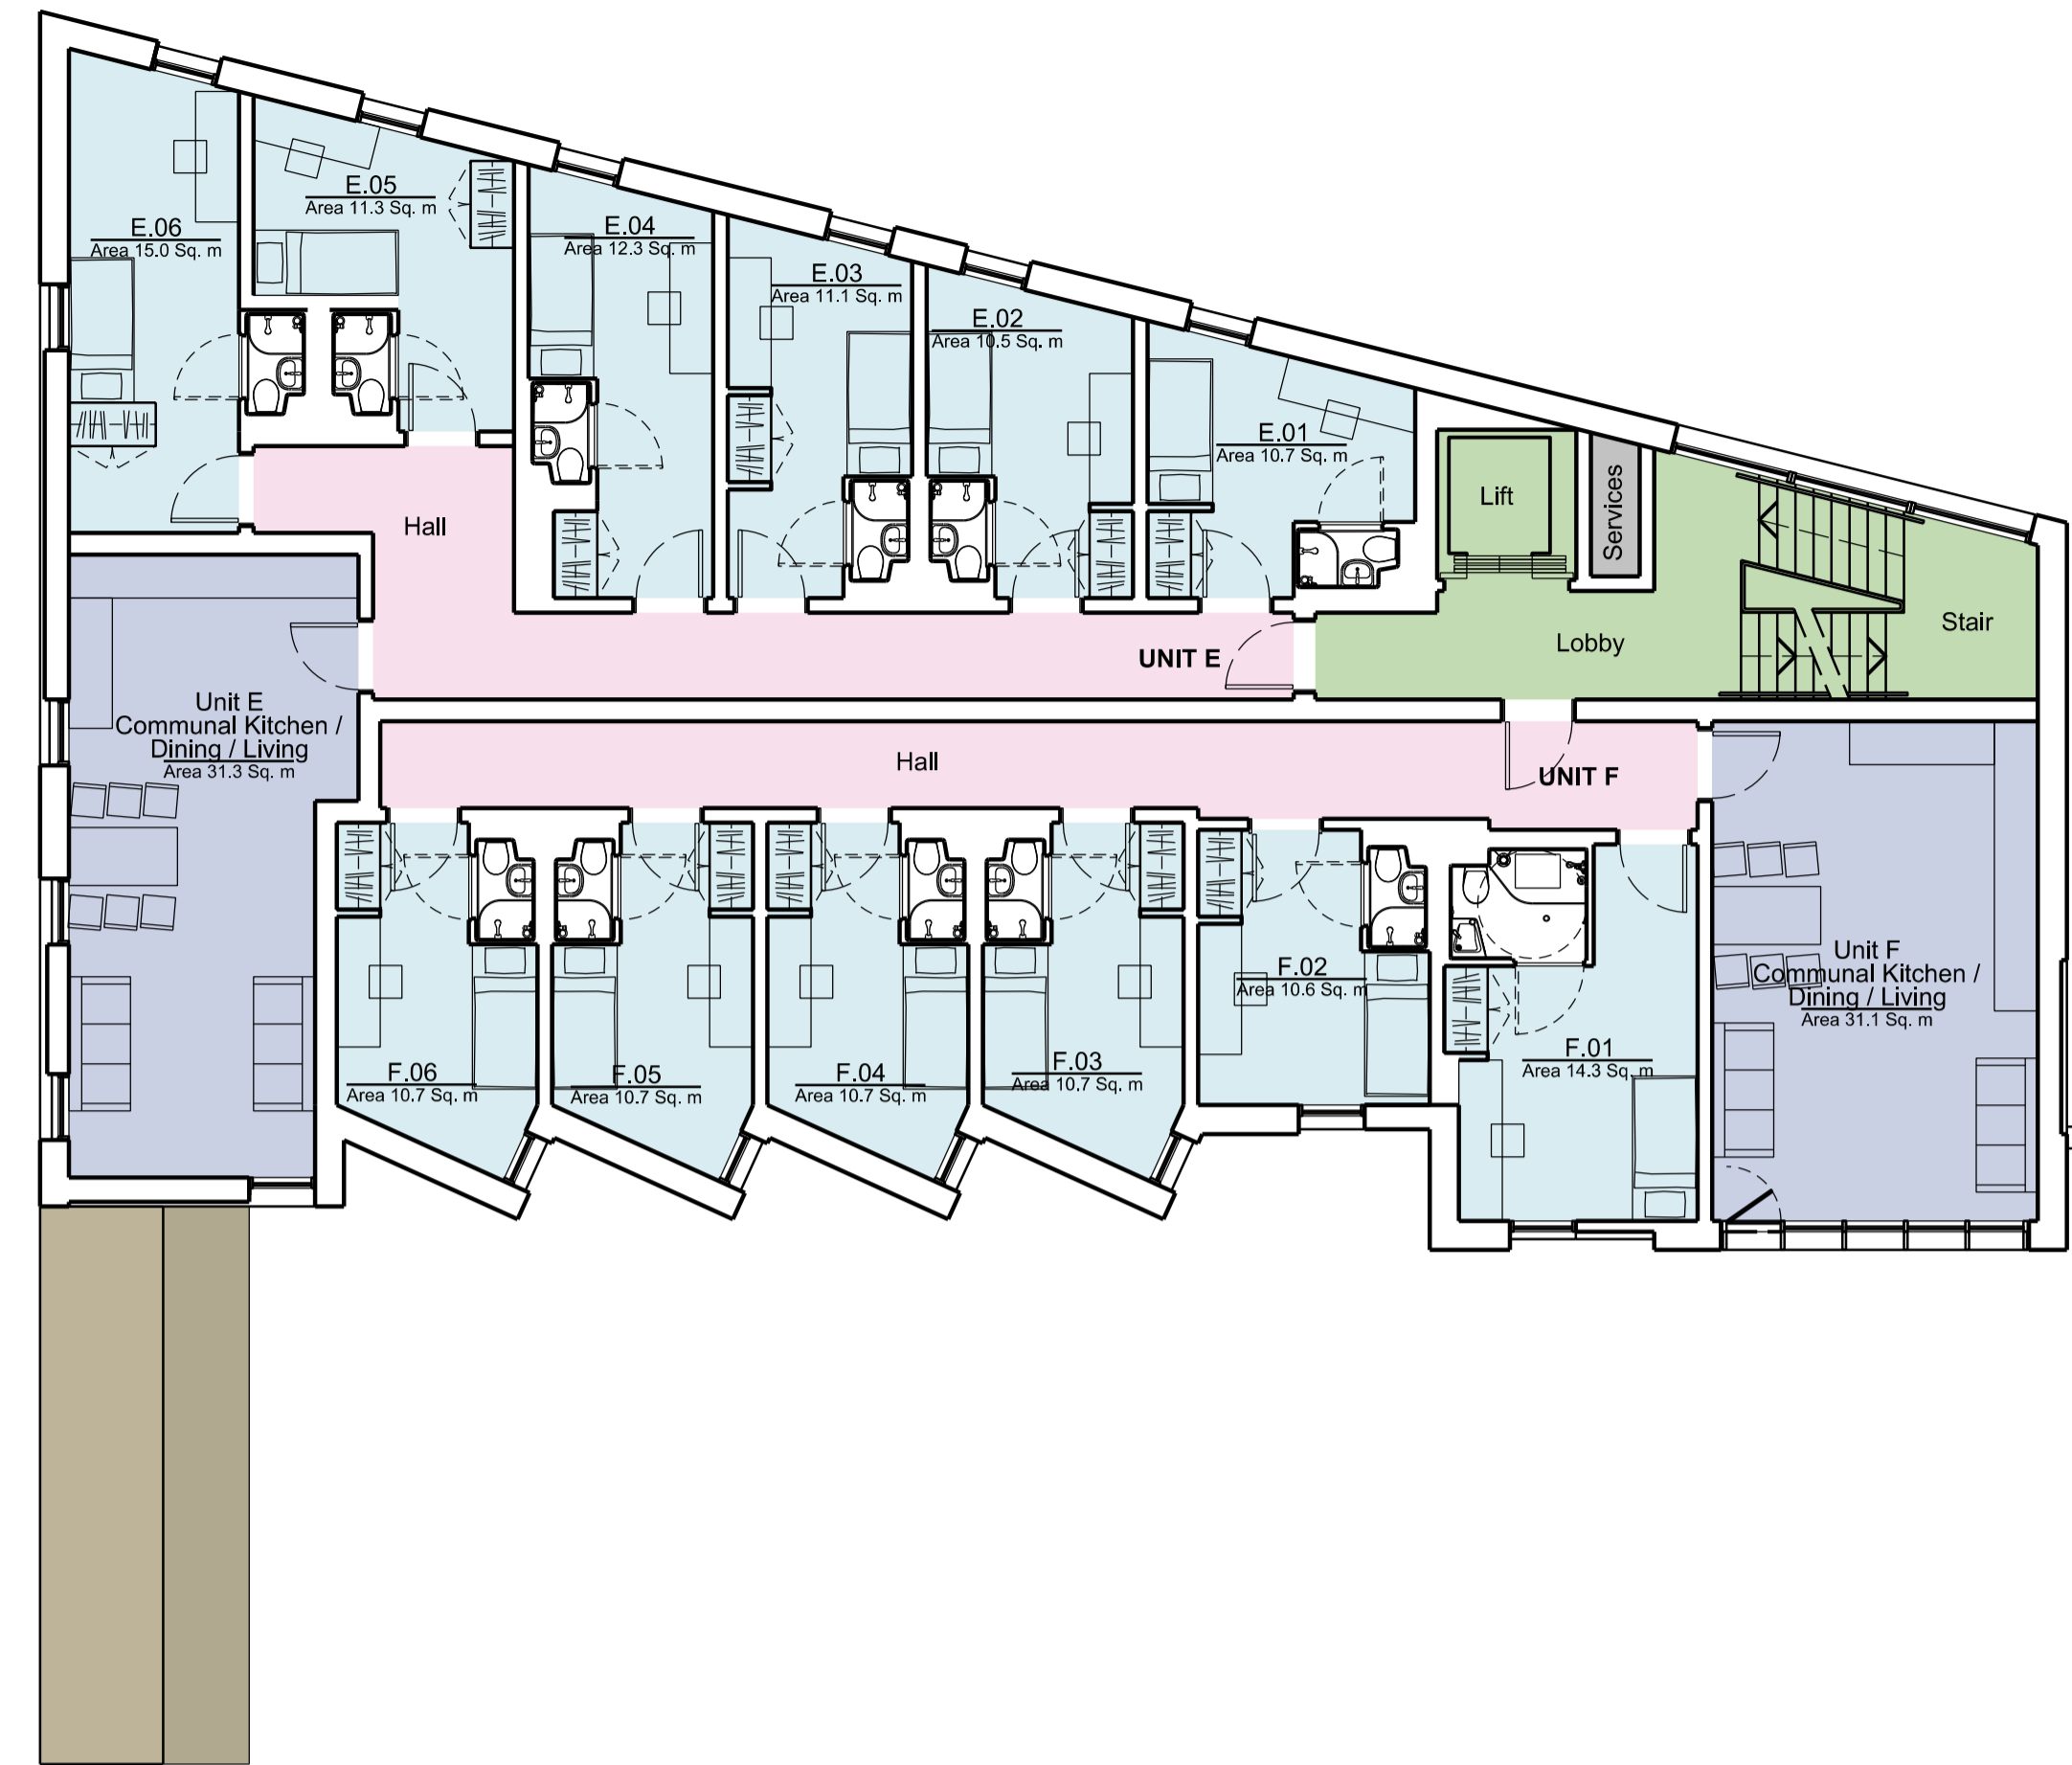 E.05
Area 11.3 Sq. m
E.06
Area 15.0 Sq. m
E.04
Area 12.3 Sq. m
E.03
Area 11.1 Sq. m
E.02
Area 10.5 Sq. m
E.01
Area 10.7 Sq. m
Lift
Services
Hall
Stair
Lobby
UNIT E
Unit E
Communal Kitchen /
Dining / Living
Area 31.3 Sq. m
Hall
UNIT F
Unit F
Communal Kitchen /
Dining / Living
Area 31.1 Sq. m
F.06
Area 10.7 Sq. m
F.05
Area 10.7 Sq. m
F.04
Area 10.7 Sq. m
F.03
Area 10.7 Sq. m
F.02
Area 10.6 Sq. m
F.01
Area 14.3 Sq. m